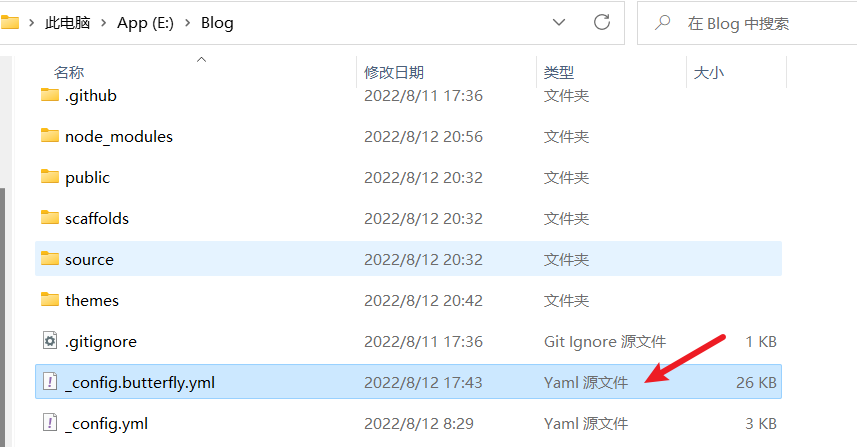 此电脑 > App (E:) > Blog
在 Blog 中搜索
名称 修改日期 类型 大小
.github 2022/8/11 17:36 文件夹
node_modules 2022/8/12 20:56 文件夹
public 2022/8/12 20:32 文件夹
scaffolds 2022/8/12 20:32 文件夹
source 2022/8/12 20:32 文件夹
themes 2022/8/12 20:42 文件夹
.gitignore 2022/8/11 17:36 Git Ignore 源文件 1 KB
_config.butterfly.yml 2022/8/12 17:43 Yaml 源文件 26 KB
_config.yml 2022/8/12 8:29 Yaml 源文件 3 KB